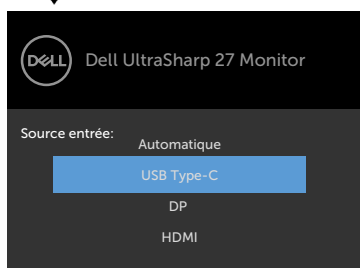 DELL
Dell UltraSharp 27 Monitor
Source entrée:
Automatique
USB Type-C
DP
HDMI